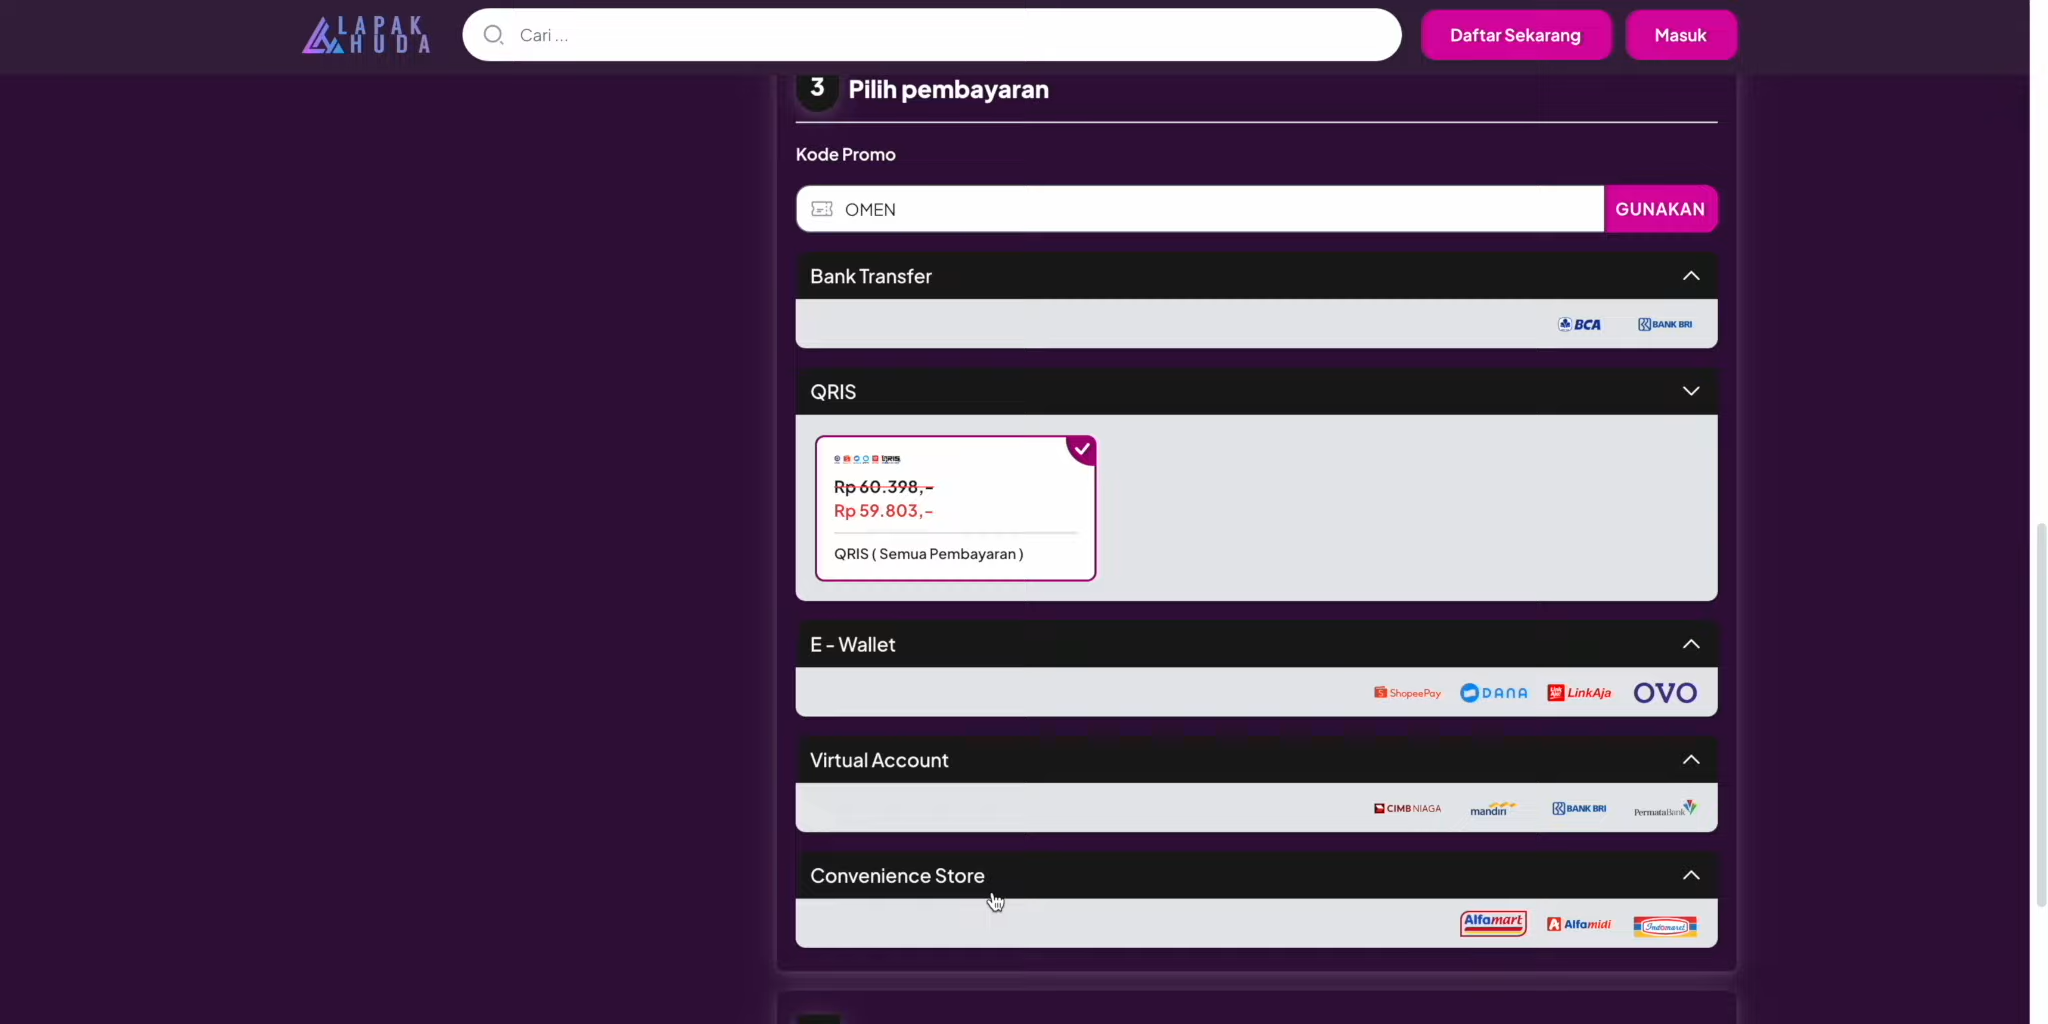 LAPAK
HUDA
Cari ...
Daftar Sekarang
Masuk
3 Pilih pembayaran
Kode Promo
OMEN
GUNAKAN
Bank Transfer
BCA
BANK BRI
QRIS
QRIS
Rp 60.398,-
Rp 59.803,-
QRIS ( Semua Pembayaran )
E - Wallet
ShopeePay
DANA
LinkAja
OVO
Virtual Account
CIMB NIAGA
mandiri
BANK BRI
PermataBank
Convenience Store
Alfamart
Alfamidi
Indomaret